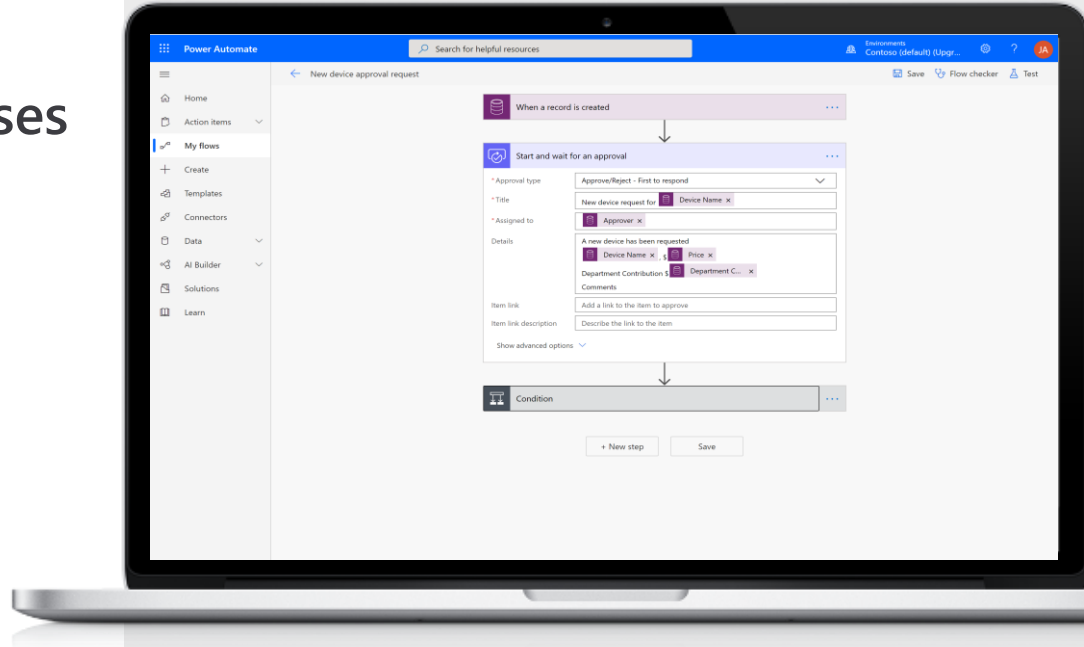 ses
Power Automate
Search for helpful resources
Environments
Contoso (default) (Upgr...
?
JA
New device approval request
Save
Flow checker
Test
Home
Action items
My flows
Create
Templates
Connectors
Data
AI Builder
Solutions
Learn
When a record is created
...
Start and wait for an approval
...
* Approval type
Approve/Reject - First to respond
* Title
New device request for Device Name x
* Assigned to
Approver x
Details
A new device has been requested
Device Name x , $ Price x
Department Contribution $ Department C... x
Comments
Item link
Add a link to the item to approve
Item link description
Describe the link to the item
Show advanced options
Condition
...
+ New step
Save